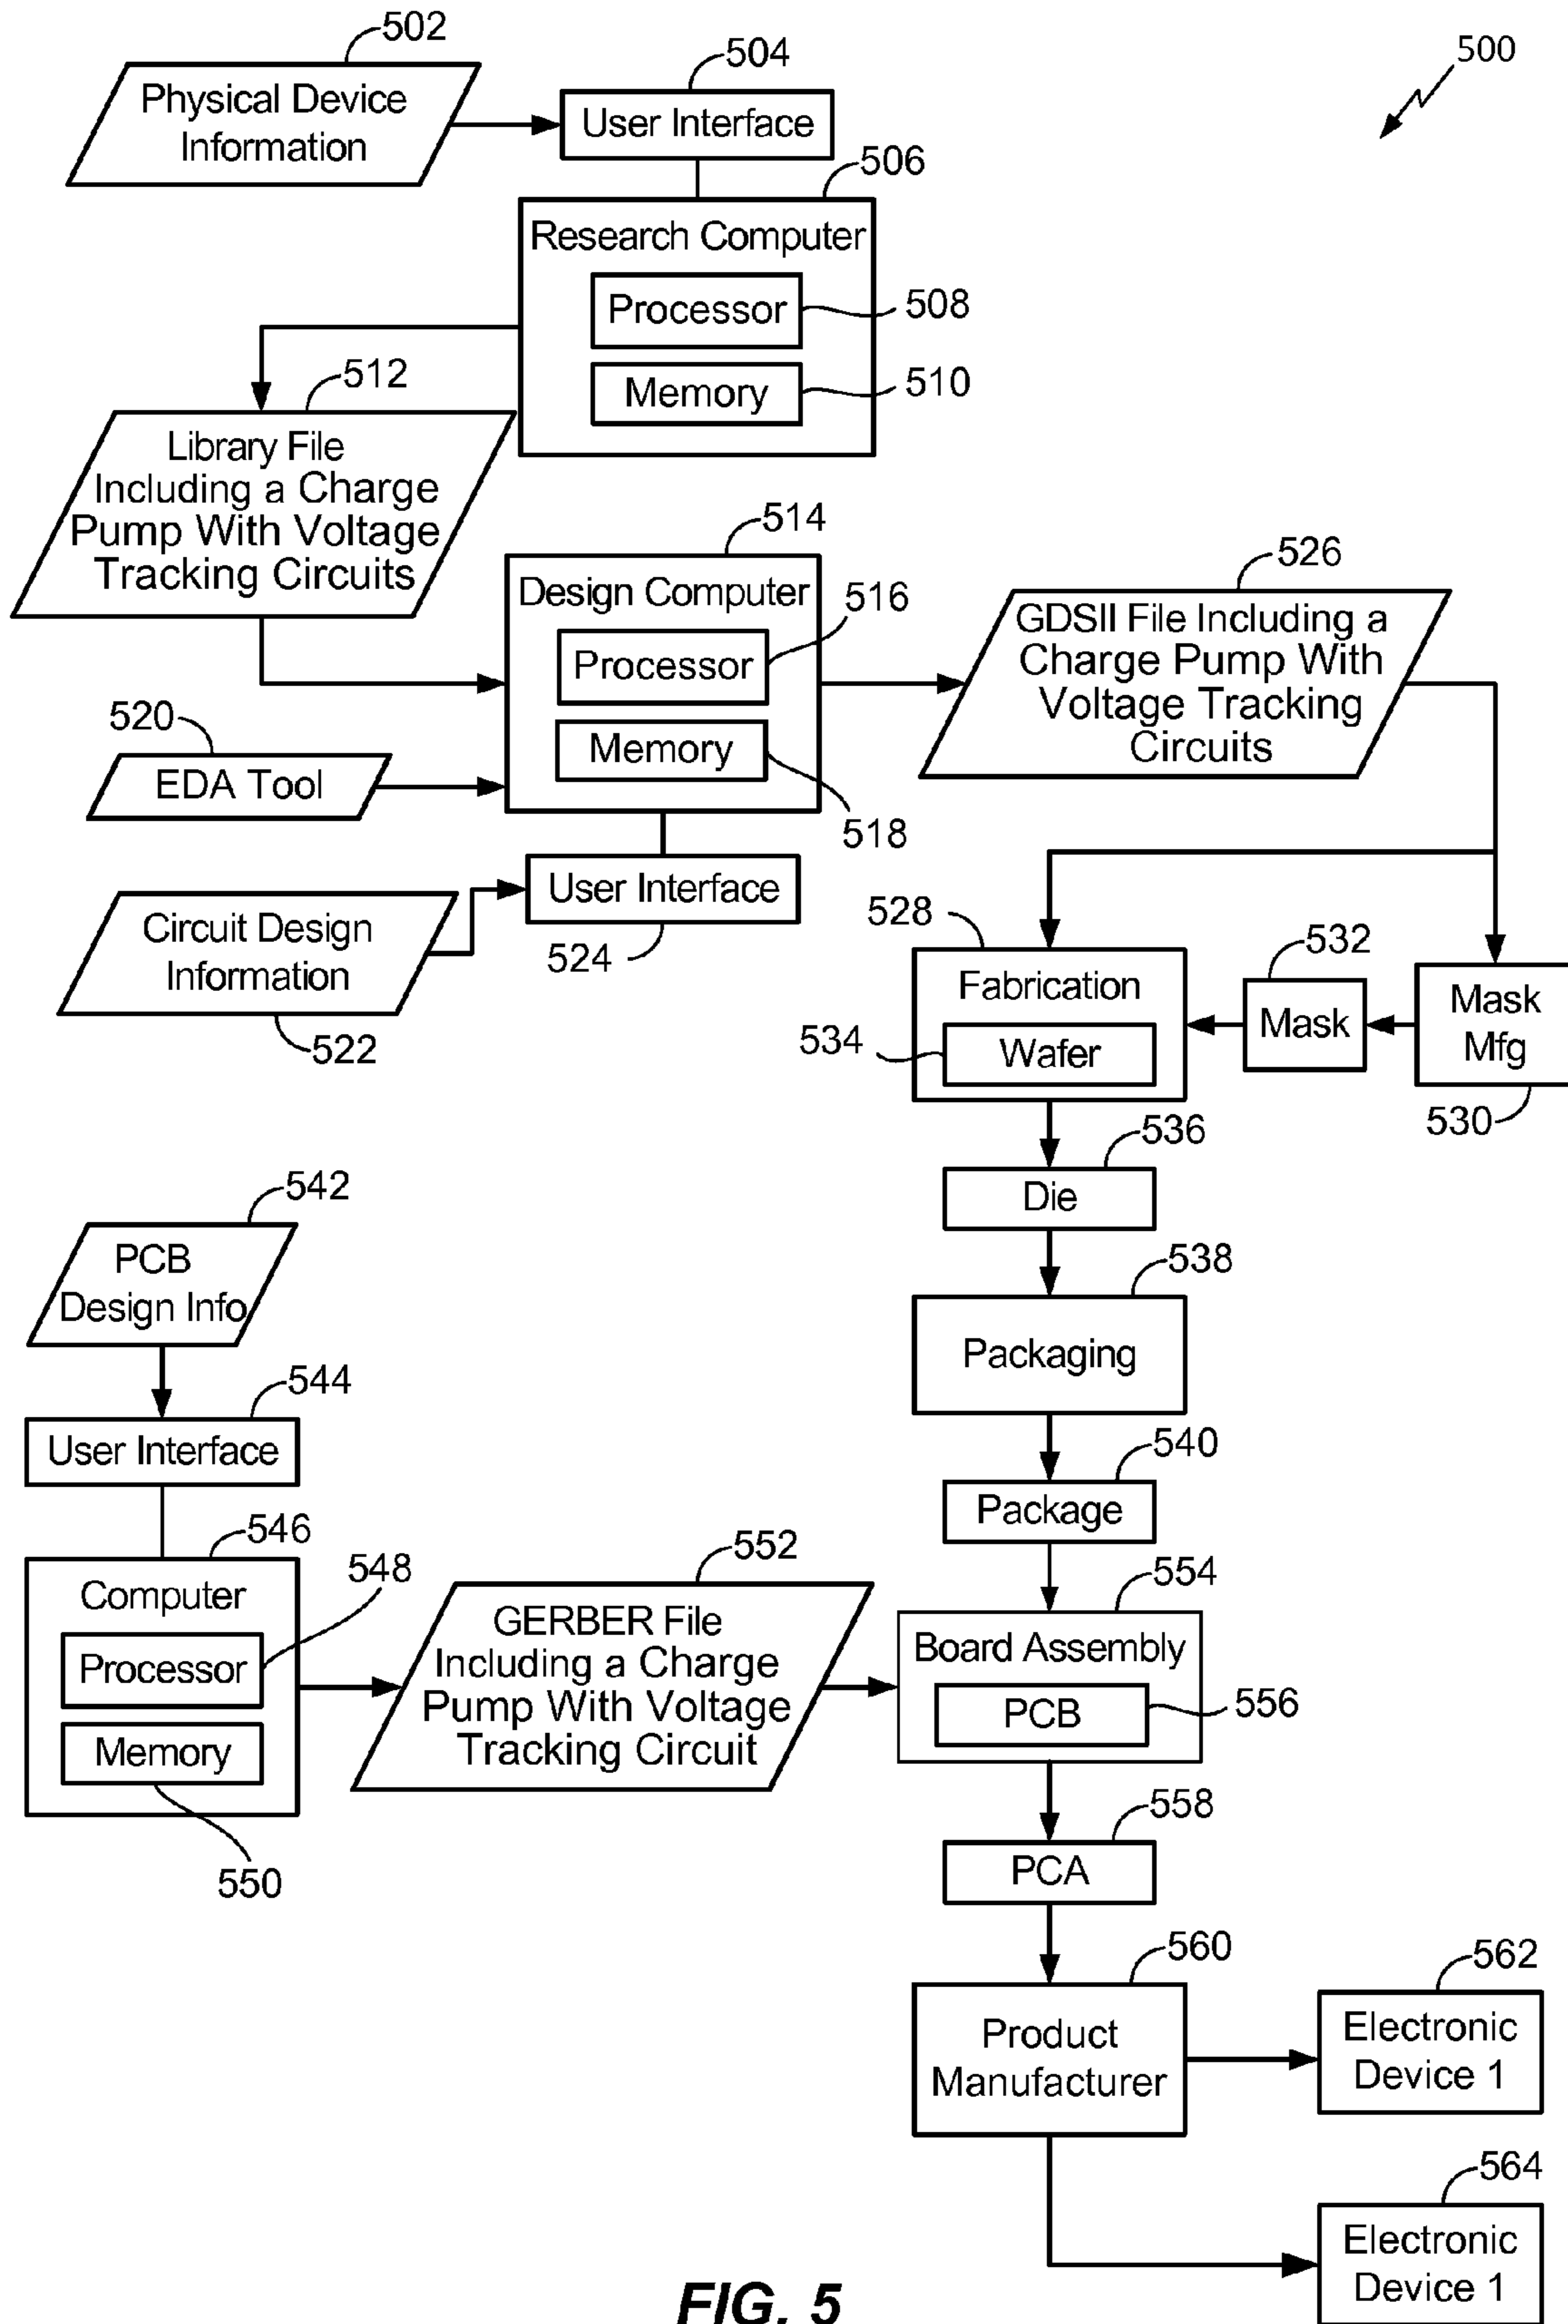 502
Physical Device
Information
504
User Interface
500
506
Research Computer
Processor
508
Memory
510
512
Library File
Including a Charge
Pump With Voltage
Tracking Circuits
514
Design Computer
Processor
516
Memory
518
520
EDA Tool
Circuit Design
Information
522
User Interface
524
526
GDSII File Including a
Charge Pump With
Voltage Tracking
Circuits
528
Fabrication
534
Wafer
532
Mask
Mask
Mfg
530
536
Die
538
Packaging
540
Package
542
PCB
Design Info
544
User Interface
546
Computer
548
Processor
Memory
550
552
GERBER File
Including a Charge
Pump With Voltage
Tracking Circuit
554
Board Assembly
PCB
556
558
PCA
560
Product
Manufacturer
562
Electronic
Device 1
564
Electronic
Device 1
FIG. 5